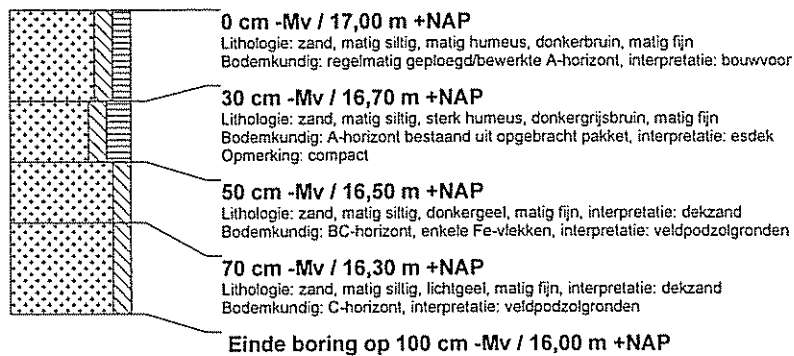 0 cm -Mv / 17,00 m +NAP
Lithologie: zand, matig siltig, matig humeus, donkerbruin, matig fijn
Bodemkundig: regelmatig geploegd/bewerkte A-horizont, interpretatie: bouwvoor
30 cm -Mv / 16,70 m +NAP
Lithologie: zand, matig siltig, sterk humeus, donkergrijsbruin, matig fijn
Bodemkundig: A-horizont bestaand uit opgebracht pakket, interpretatie: esdek
Opmerking: compact
50 cm -Mv / 16,50 m +NAP
Lithologie: zand, matig siltig, donkergeel, matig fijn, interpretatie: dekzand
Bodemkundig: BC-horizont, enkele Fe-vlekken, interpretatie: veldpodzolgronden
70 cm -Mv / 16,30 m +NAP
Lithologie: zand, matig siltig, lichtgeel, matig fijn, interpretatie: dekzand
Bodemkundig: C-horizont, interpretatie: veldpodzolgronden
Einde boring op 100 cm -Mv / 16,00 m +NAP